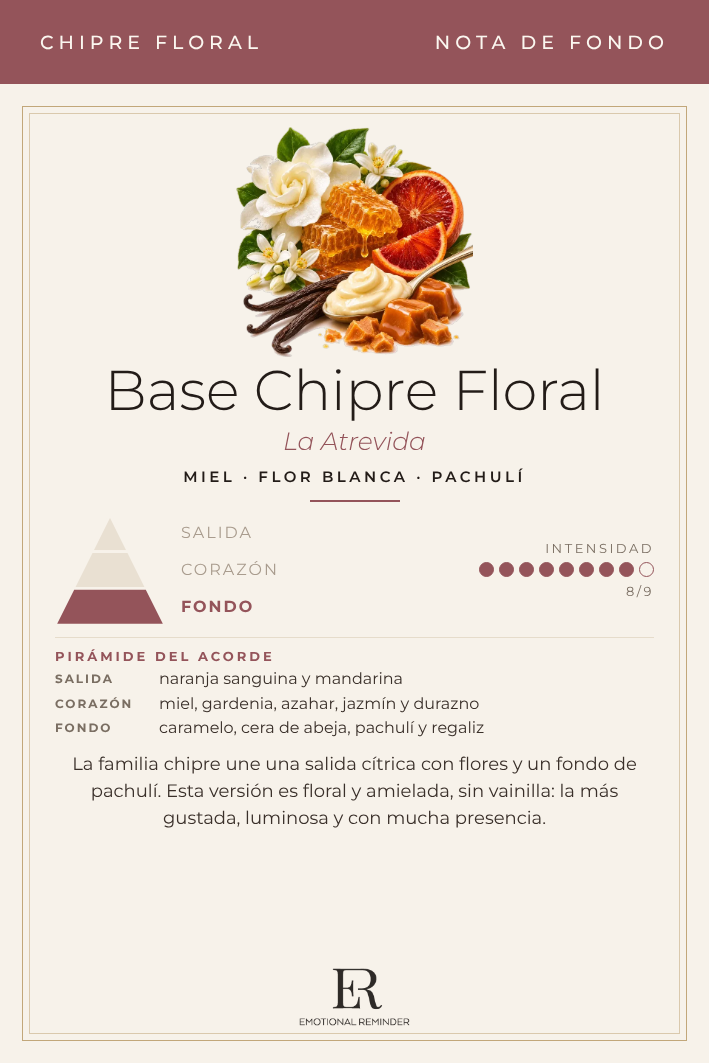 CHIPRE FLORAL
NOTA DE FONDO
Base Chipre Floral
La Atrevida
MIEL · FLOR BLANCA · PACHULÍ
SALIDA
CORAZÓN
FONDO
INTENSIDAD
8/9
PIRÁMIDE DEL ACORDE
SALIDA naranja sanguina y mandarina
CORAZÓN miel, gardenia, azahar, jazmín y durazno
FONDO caramelo, cera de abeja, pachulí y regaliz
La familia chipre une una salida cítrica con flores y un fondo de
pachulí. Esta versión es floral y amielada, sin vainilla: la más
gustada, luminosa y con mucha presencia.
ER
EMOTIONAL REMINDER